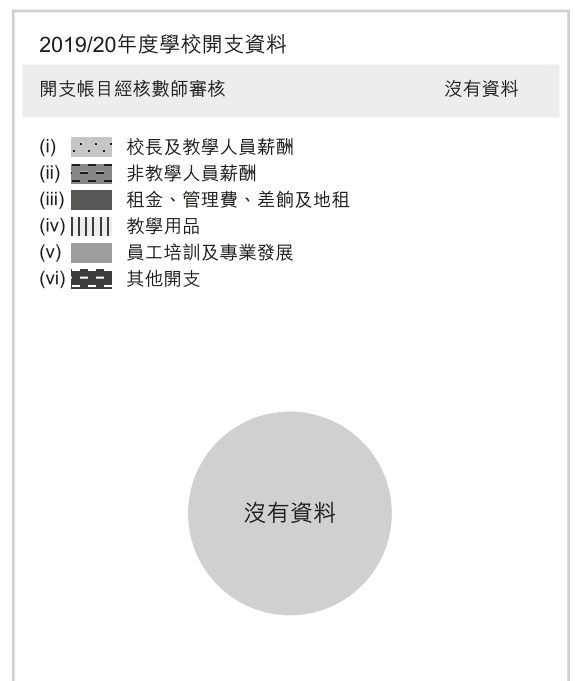 2019/20年度學校開支資料
開支帳目經核數師審核 沒有資料
(i) 校長及教學人員薪酬
(ii) 非教學人員薪酬
(iii) 租金、管理費、差餉及地租
(iv) 教學用品
(v) 員工培訓及專業發展
(vi) 其他開支
沒有資料